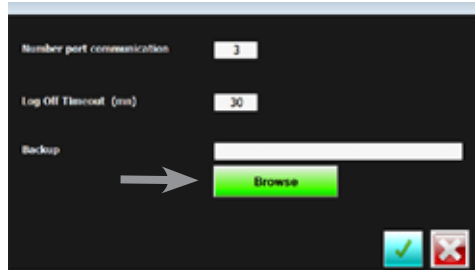 Number port communication 3
Log Off Timeout (mn) 30
Backup
Browse